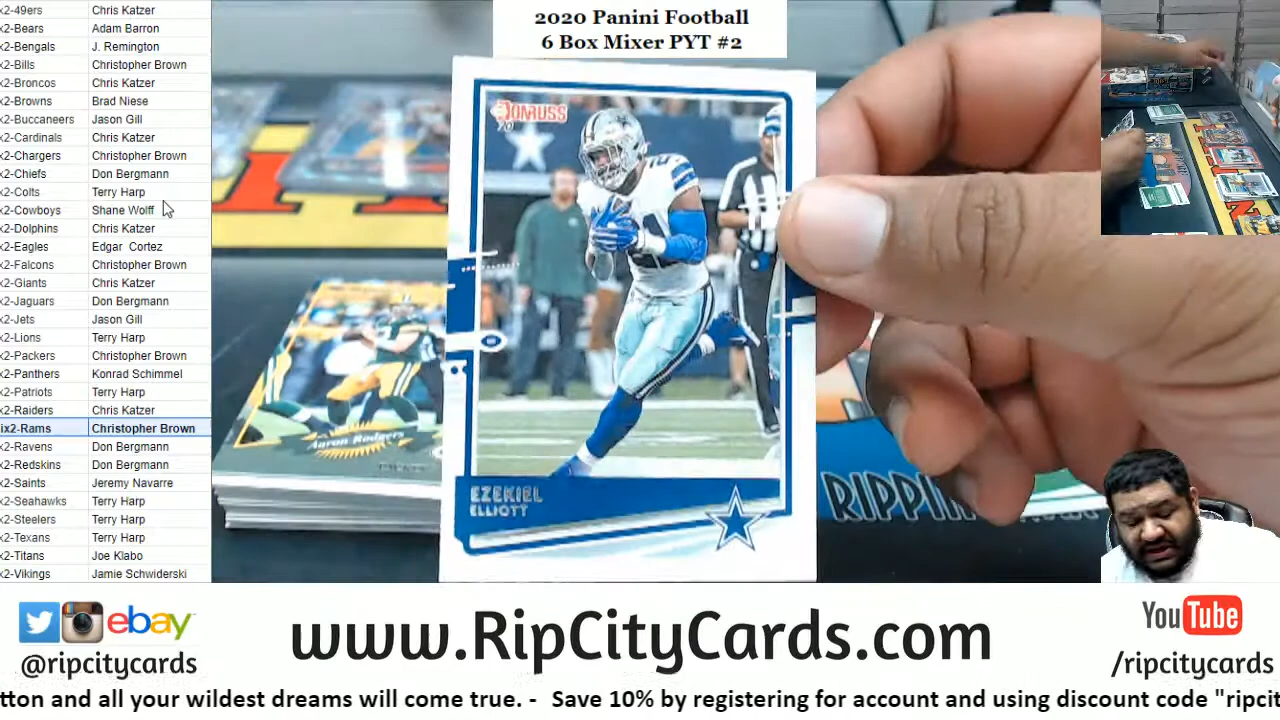 x2-49ers Chris Katzer
x2-Bears Adam Barron
x2-Bengals J. Remington
x2-Bills Christopher Brown
x2-Broncos Chris Katzer
x2-Browns Brad Niese
x2-Buccaneers Jason Gill
x2-Cardinals Chris Katzer
x2-Chargers Christopher Brown
x2-Chiefs Don Bergmann
x2-Colts Terry Harp
x2-Cowboys Shane Wolff
x2-Dolphins Chris Katzer
x2-Eagles Edgar Cortez
x2-Falcons Christopher Brown
x2-Giants Chris Katzer
x2-Jaguars Don Bergmann
x2-Jets Jason Gill
x2-Lions Terry Harp
x2-Packers Christopher Brown
x2-Panthers Konrad Schimmel
x2-Patriots Terry Harp
x2-Raiders Chris Katzer
ix2-Rams Christopher Brown
x2-Ravens Don Bergmann
x2-Redskins Don Bergmann
x2-Saints Jeremy Navarre
x2-Seahawks Terry Harp
x2-Steelers Terry Harp
x2-Texans Terry Harp
x2-Titans Joe Klabo
x2-Vikings Jamie Schwiderski
2020 Panini Football
6 Box Mixer PYT #2
DONRUSS
21
EZEKIEL
ELLIOTT
Aaron Rodgers
RIPPIN
ebay
@ripcitycards
www.RipCityCards.com
YouTube
/ripcitycards
tton and all your wildest dreams will come true. - Save 10% by registering for account and using discount code "ripcit